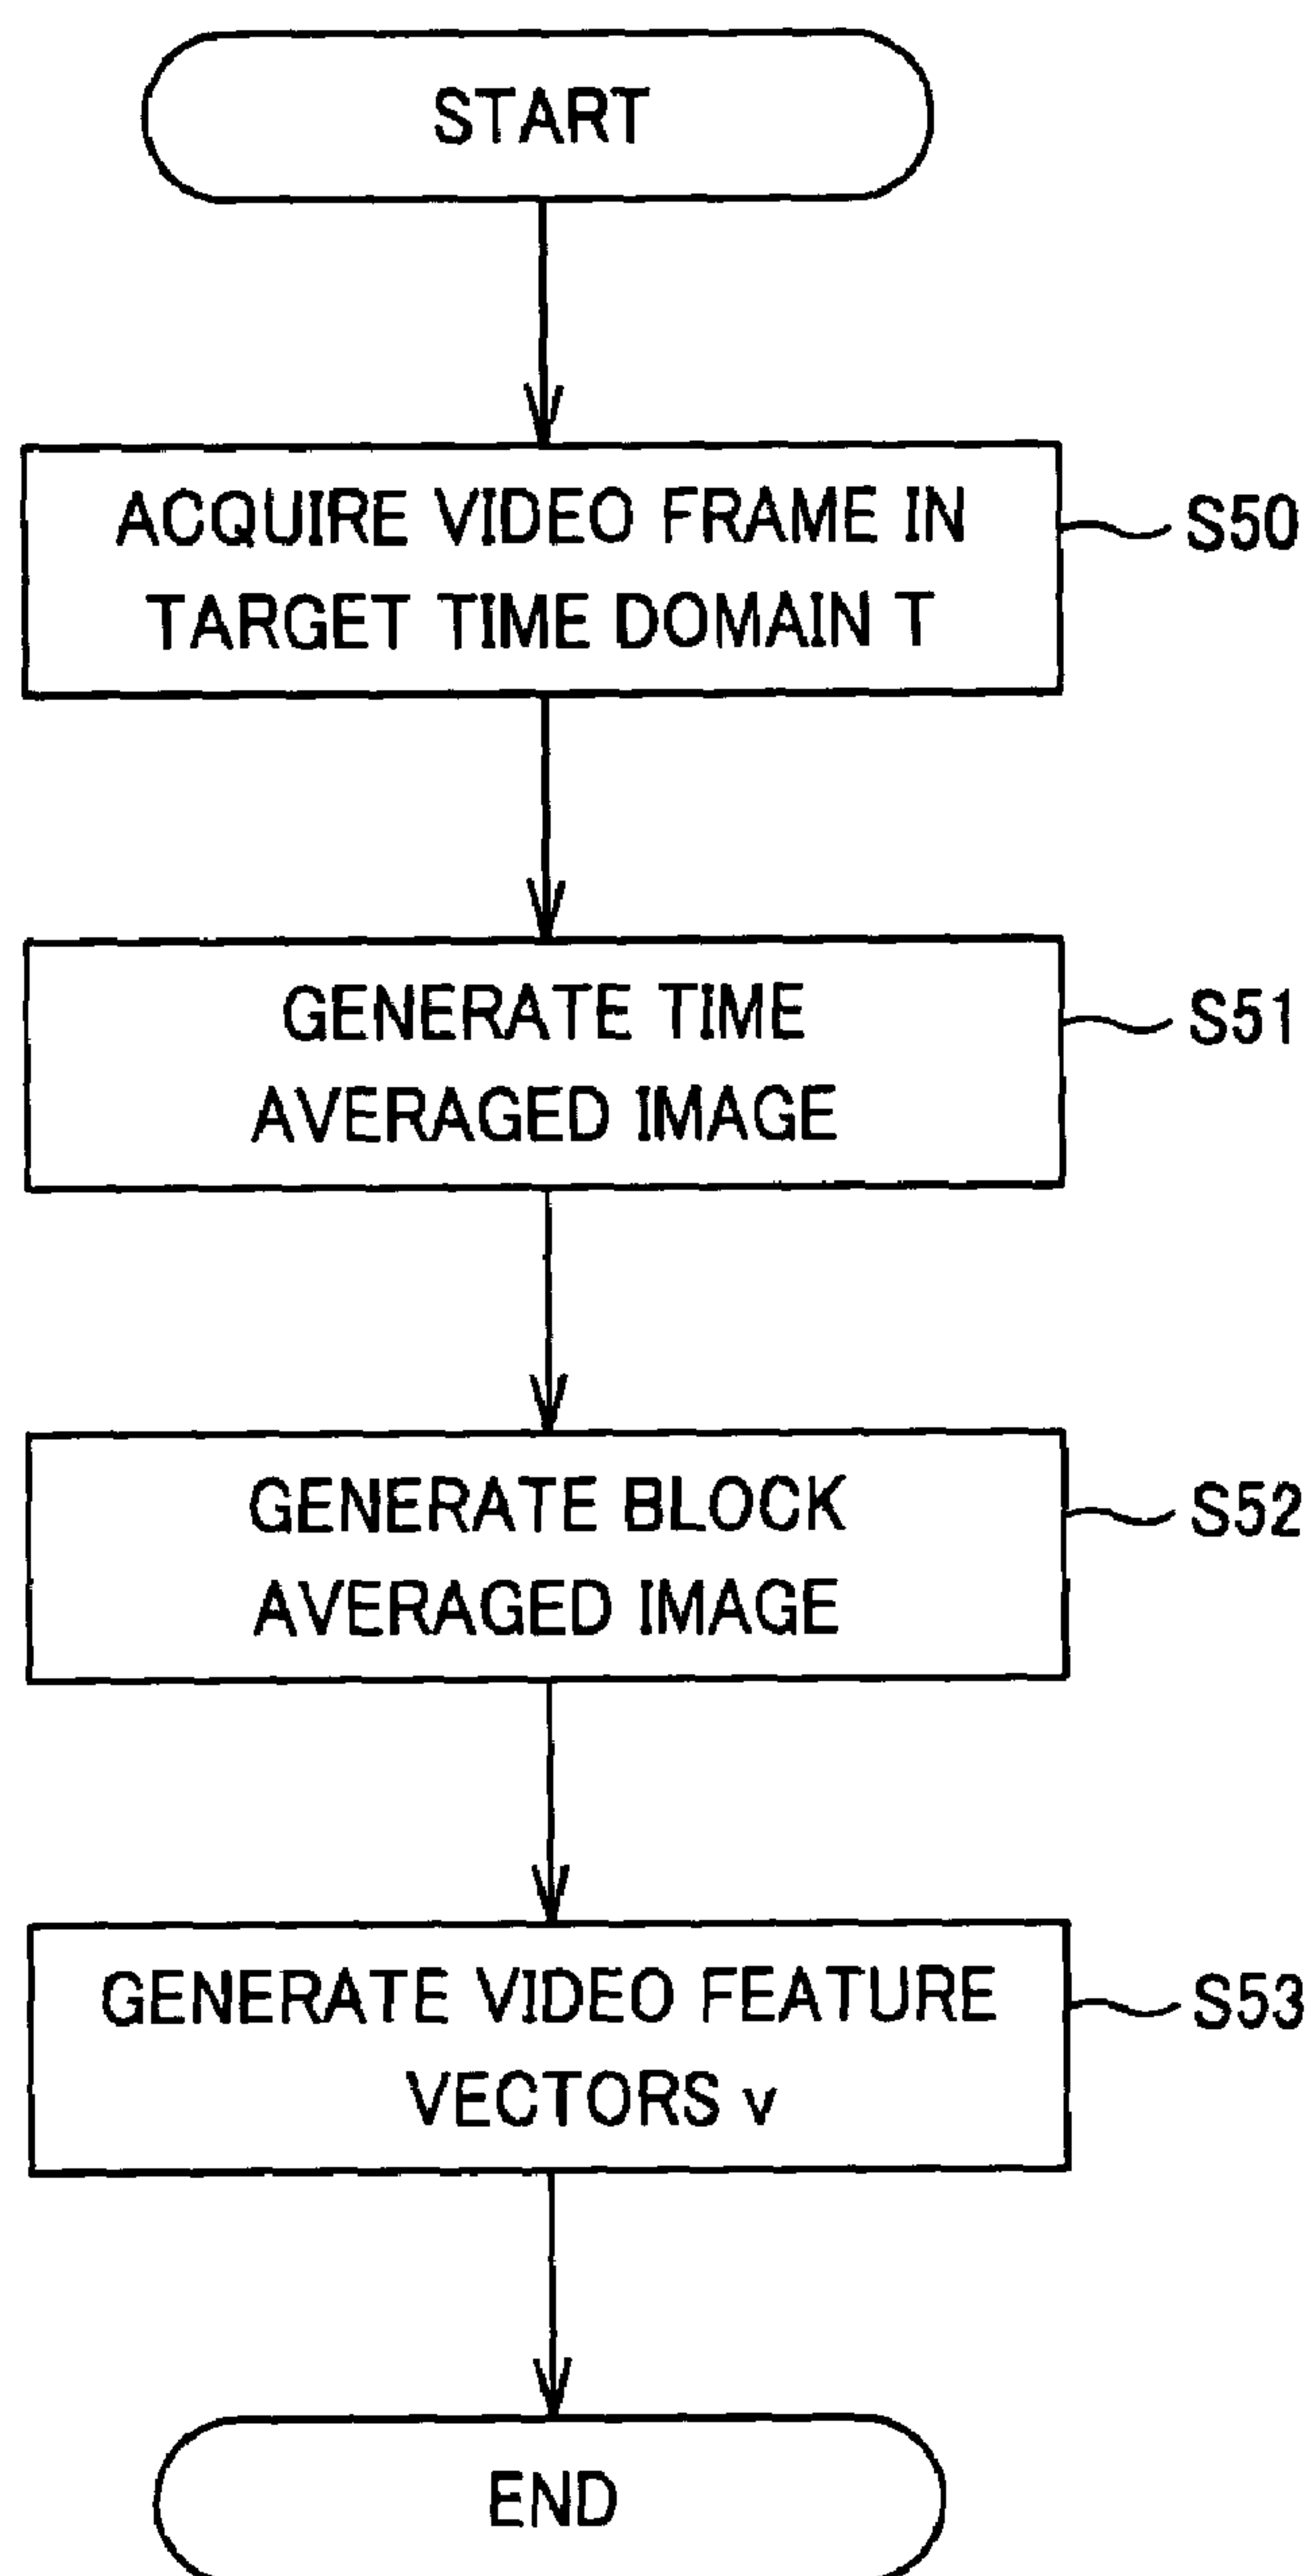 START
ACQUIRE VIDEO FRAME IN
TARGET TIME DOMAIN T
S50
GENERATE TIME
AVERAGED IMAGE
S51
GENERATE BLOCK
AVERAGED IMAGE
S52
GENERATE VIDEO FEATURE
VECTORS v
S53
END